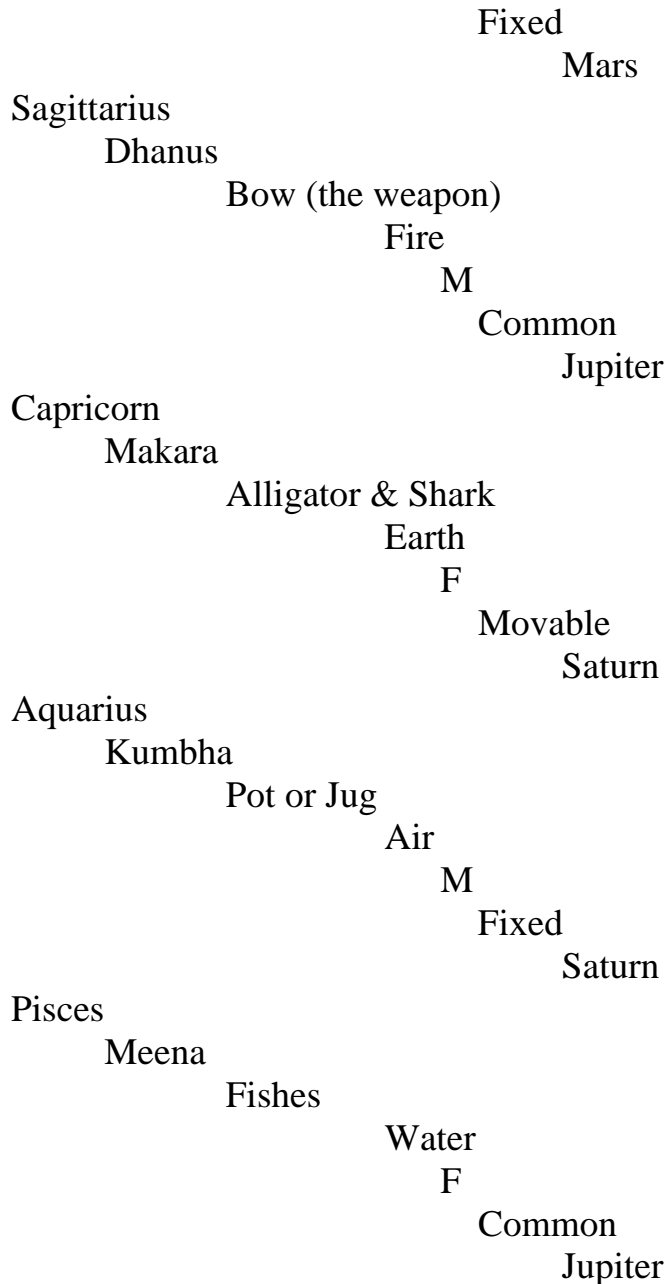 Fixed
Mars
Sagittarius
Dhanus
Bow (the weapon)
Fire
M
Common
Jupiter
Capricorn
Makara
Alligator & Shark
Earth
F
Movable
Saturn
Aquarius
Kumbha
Pot or Jug
Air
M
Fixed
Saturn
Pisces
Meena
Fishes
Water
F
Common
Jupiter